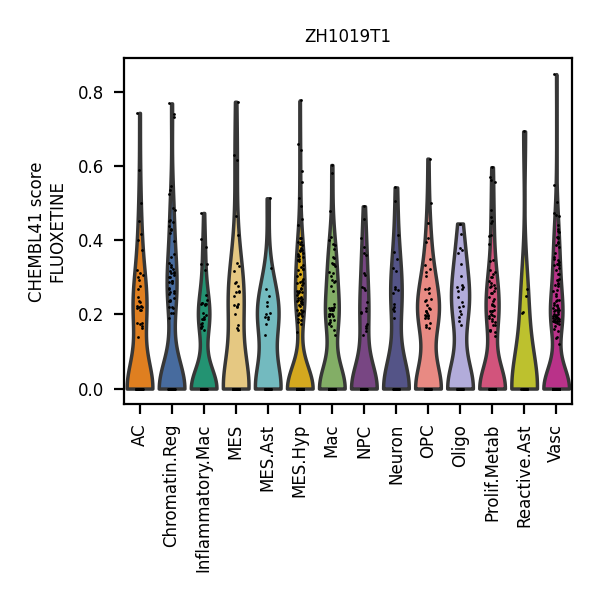 ZH1019T1
CHEMBL41 score
FLUOXETINE
0.8
0.6
0.4
0.2
0.0
AC
Chromatin.Reg
Inflammatory.Mac
MES
MES.Ast
MES.Hyp
Mac
NPC
Neuron
OPC
Oligo
Prolif.Metab
Reactive.Ast
Vasc